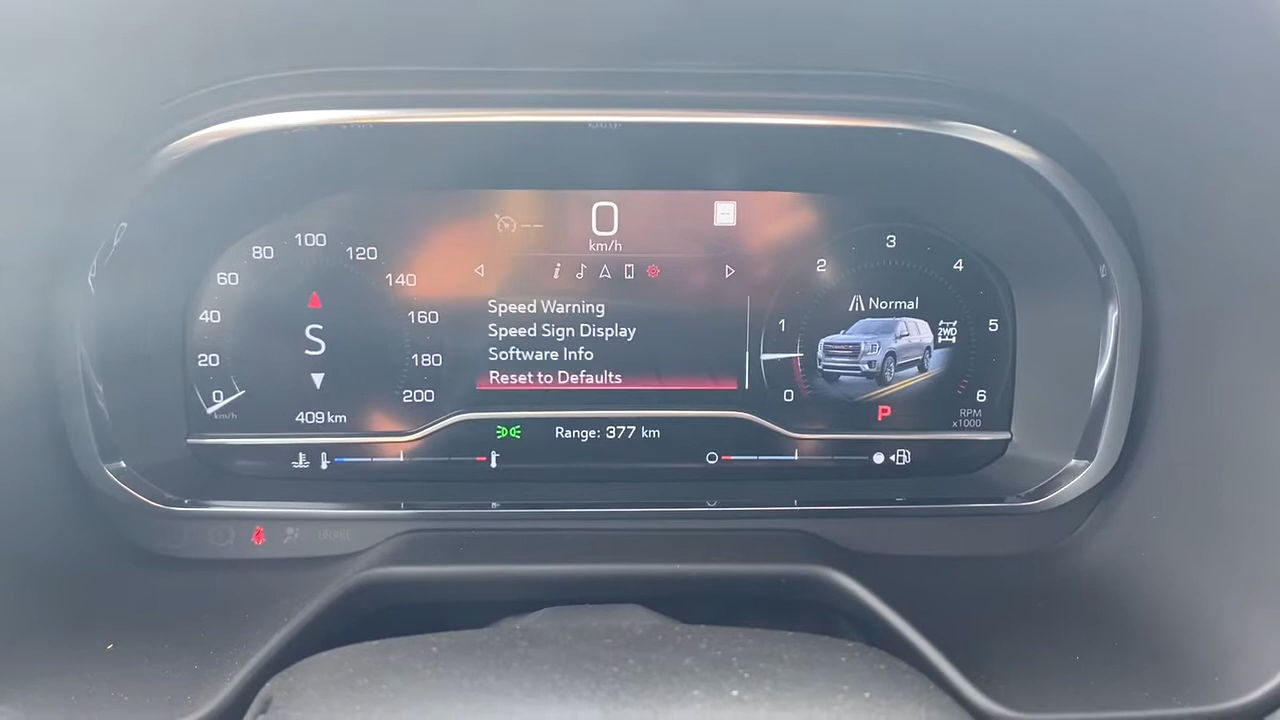 0
km/h
Speed Warning
Speed Sign Display
Software Info
Reset to Defaults
0
20
40
60
80
100
120
140
160
180
200
km/h
S
409 km
Range: 377 km
0
1
2
3
4
5
6
Normal
2WD
P
RPM
x1000
BRAKE